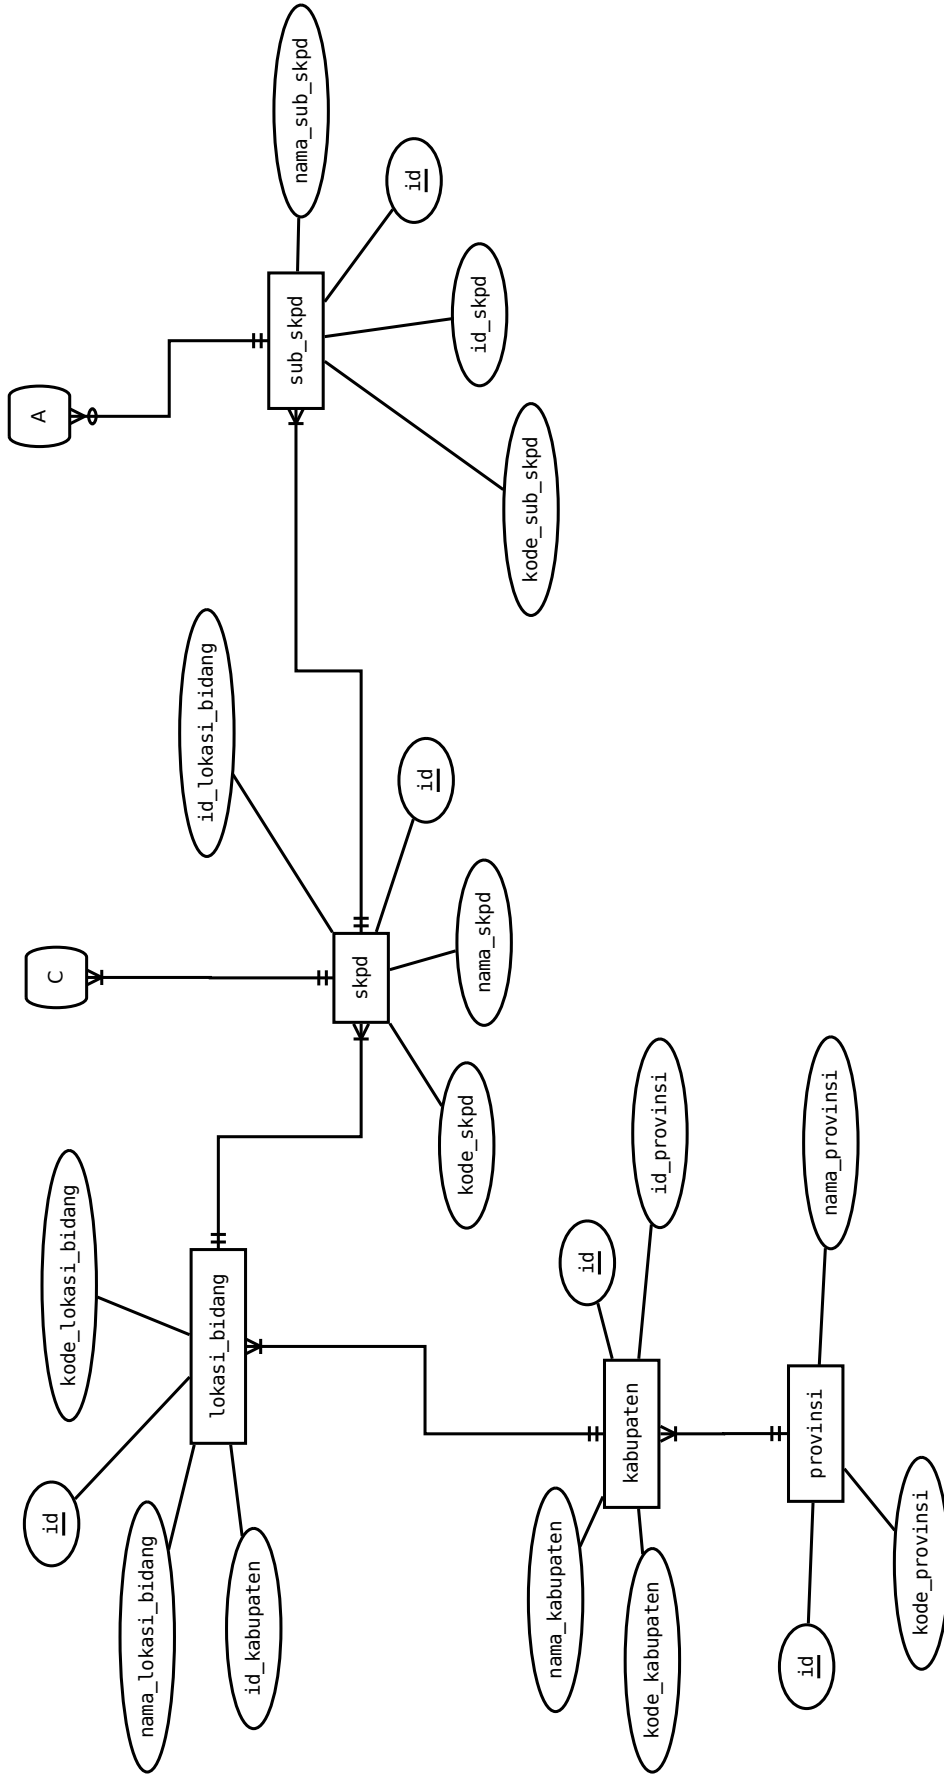 nama_sub_skpd
id
A
sub_skpd
id_skpd
kode_sub_skpd
id_lokasi_bidang
id
C
skpd
nama_skpd
kode_skpd
kode_lokasi_bidang
lokasi_bidang
id
nama_lokasi_bidang
id_kabupaten
id_provinsi
id
kabupaten
nama_kabupaten
kode_kabupaten
nama_provinsi
provinsi
id
kode_provinsi